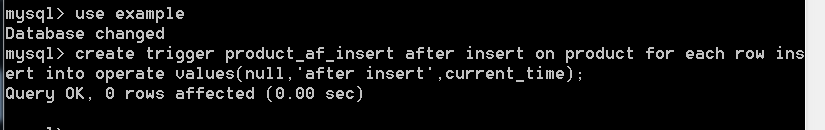 mysql> use example
Database changed
mysql> create trigger product_af_insert after insert on product for each row ins
ert into operate values(null,'after insert',current_time);
Query OK, 0 rows affected (0.00 sec)